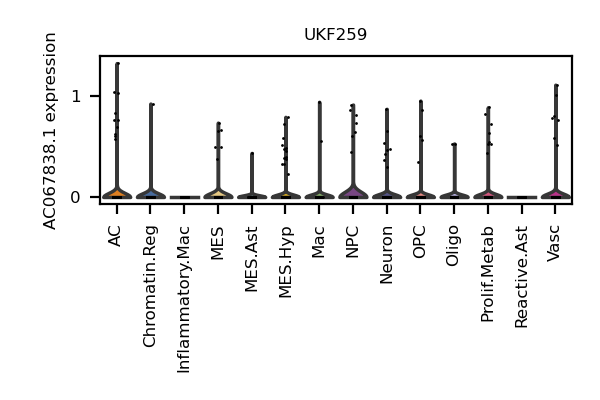 UKF259
AC067838.1 expression
1
0
AC
Chromatin.Reg
Inflammatory.Mac
MES
MES.Ast
MES.Hyp
Mac
NPC
Neuron
OPC
Oligo
Prolif.Metab
Reactive.Ast
Vasc